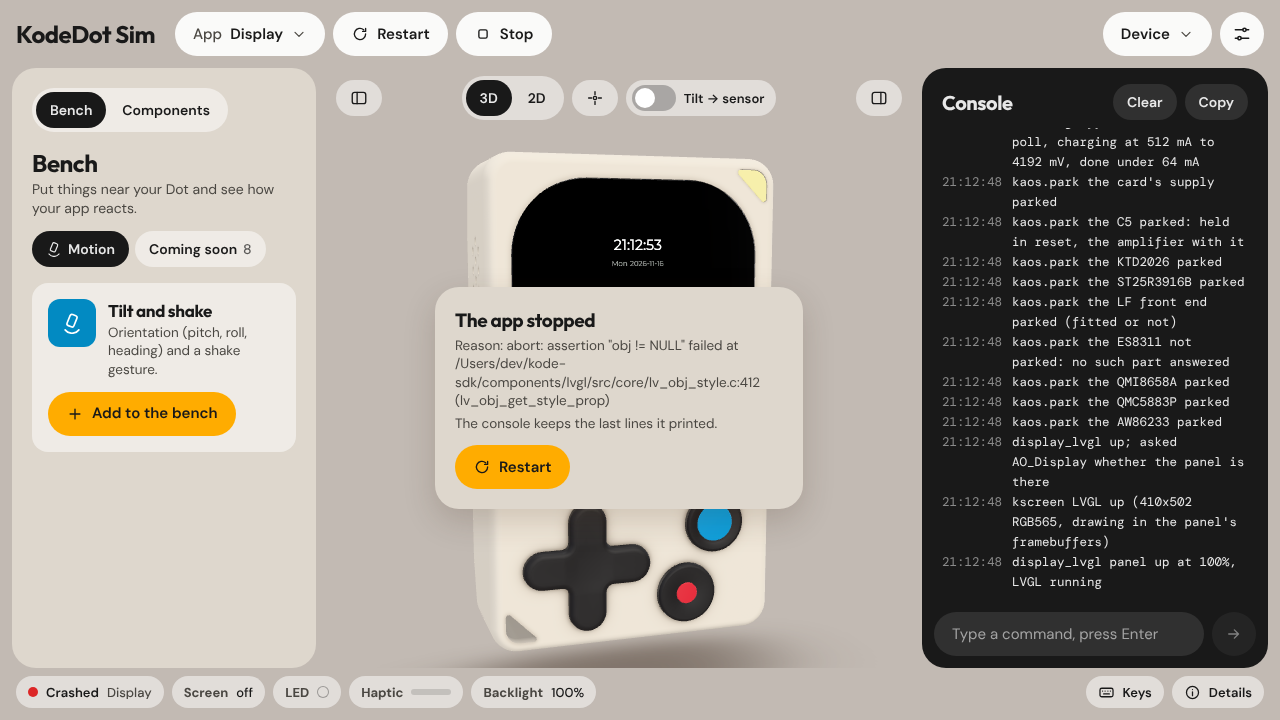 KodeDot Sim
App Display
Restart
Stop
Device
Bench
Components
Bench
Put things near your Dot and see how
your app reacts.
Motion
Coming soon 8
Tilt and shake
Orientation (pitch, roll,
heading) and a shake
gesture.
Add to the bench
3D
2D
Tilt → sensor
21:12:53
Mon 2026-11-16
The app stopped
Reason: abort: assertion "obj != NULL" failed at
/Users/dev/kode-
sdk/components/lvgl/src/core/lv_obj_style.c:412
(lv_obj_get_style_prop)
The console keeps the last lines it printed.
Restart
Console
Clear
Copy
poll, charging at 512 mA to
4192 mV, done under 64 mA
21:12:48 kaos.park the card's supply
parked
21:12:48 kaos.park the C5 parked: held
in reset, the amplifier with it
21:12:48 kaos.park the KTD2026 parked
21:12:48 kaos.park the ST25R3916B parked
21:12:48 kaos.park the LF front end
parked (fitted or not)
21:12:48 kaos.park the ES8311 not
parked: no such part answered
21:12:48 kaos.park the QMI8658A parked
21:12:48 kaos.park the QMC5883P parked
21:12:48 kaos.park the AW86233 parked
21:12:48 display_lvgl up; asked
AO_Display whether the panel is
there
21:12:48 kscreen LVGL up (410x502
RGB565, drawing in the panel's
framebuffers)
21:12:48 display_lvgl panel up at 100%,
LVGL running
Type a command, press Enter
Crashed Display
Screen off
LED
Haptic
Backlight 100%
Keys
Details